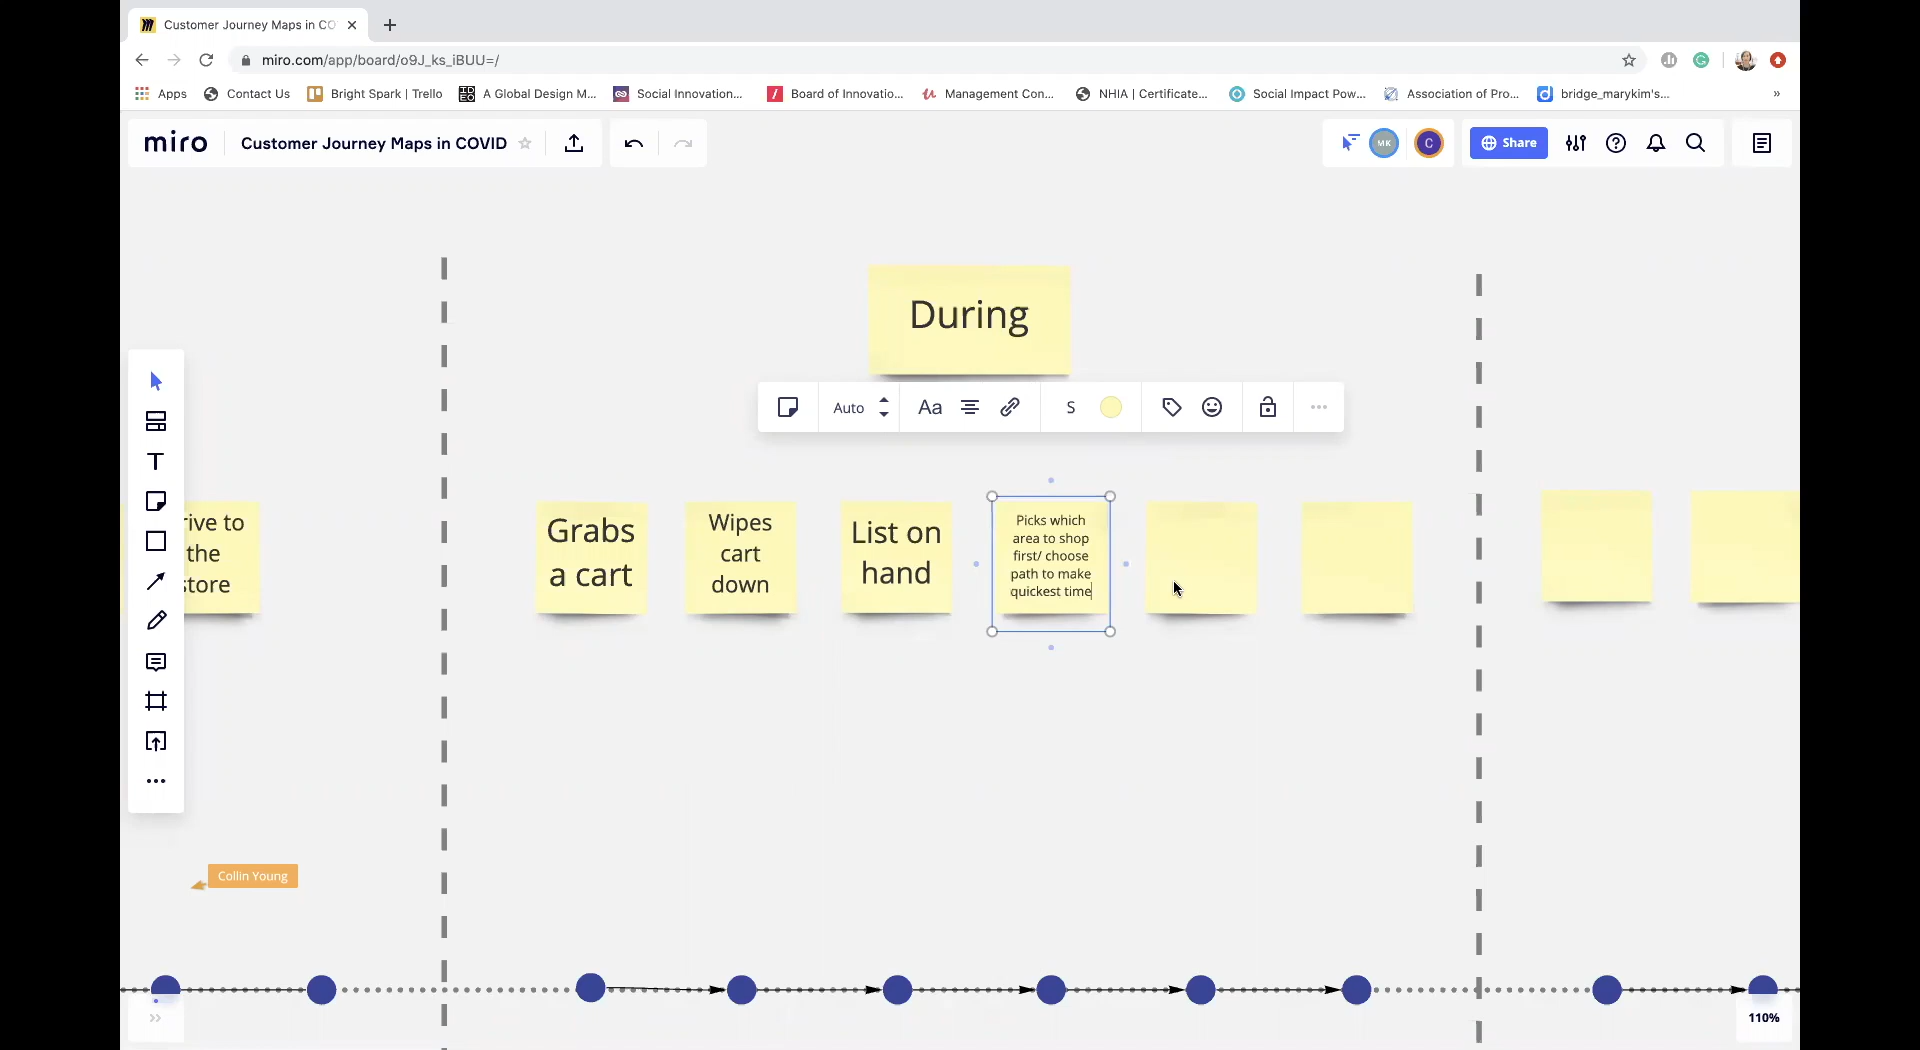 Customer Journey Maps in CO
miro.com/app/board/o9J_ks_iBUU=/
Apps
Contact Us
Bright Spark | Trello
A Global Design M...
Social Innovation...
Board of Innovatio...
Management Con...
NHIA | Certificate...
Social Impact Pow...
Association of Pro...
bridge_marykim's...
»
miro
Customer Journey Maps in COVID
MK
C
Share
During
Auto
Aa
S
rive to
the
store
Grabs
a cart
Wipes
cart
down
List on
hand
Picks which
area to shop
first/ choose
path to make
quickest time
T
Collin Young
110%